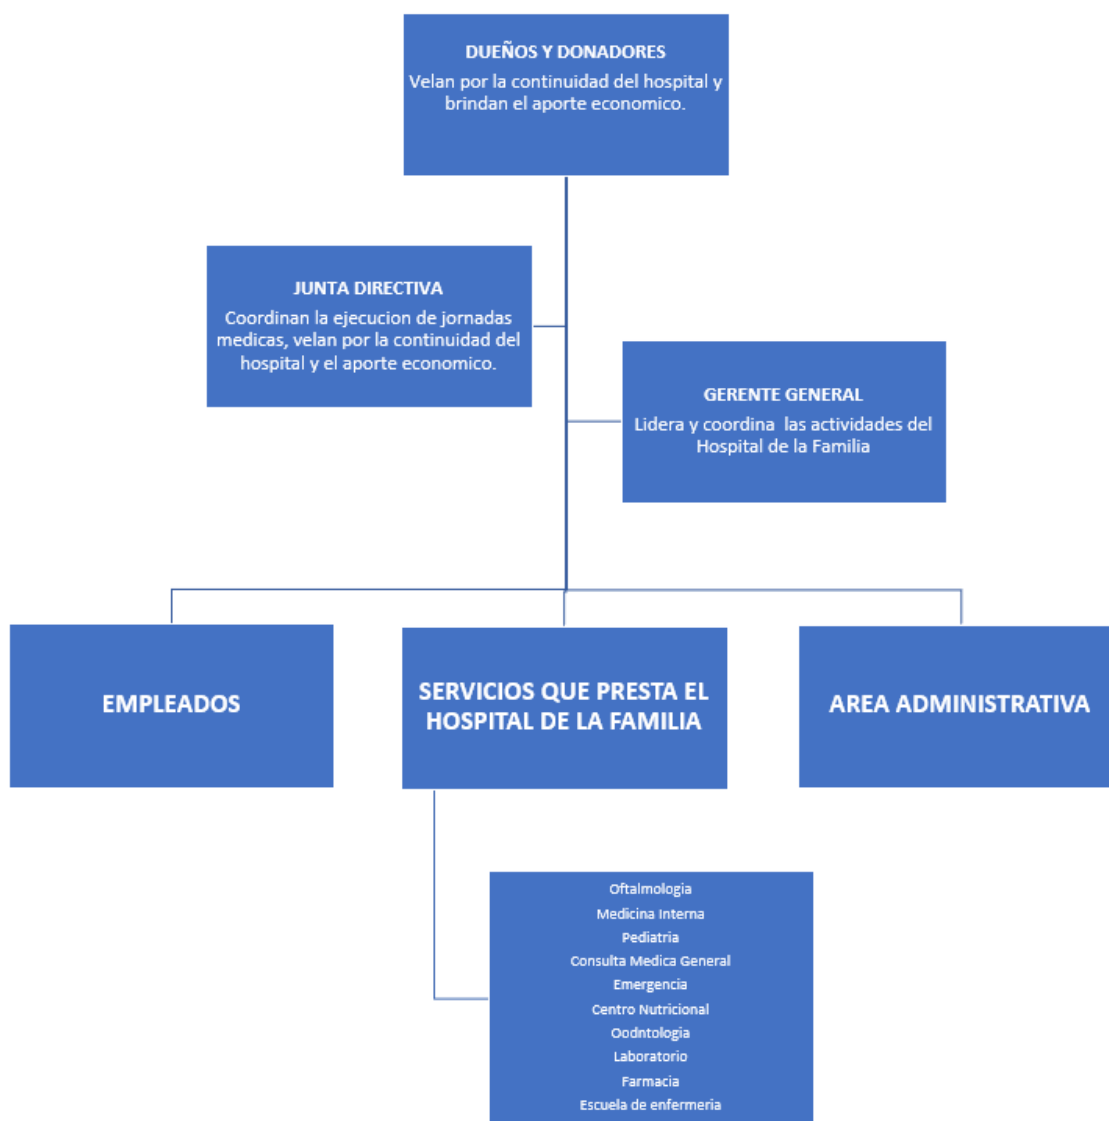 DUEÑOS Y DONADORES
Velan por la continuidad del hospital y
brindan el aporte economico.
JUNTA DIRECTIVA
Coordinan la ejecucion de jornadas
medicas, velan por la continuidad del
hospital y el aporte economico.
GERENTE GENERAL
Lidera y coordina las actividades del
Hospital de la Familia
EMPLEADOS
SERVICIOS QUE PRESTA EL
HOSPITAL DE LA FAMILIA
AREA ADMINISTRATIVA
Oftalmologia
Medicina Interna
Pediatria
Consulta Medica General
Emergencia
Centro Nutricional
Oodntologia
Laboratorio
Farmacia
Escuela de enfermeria